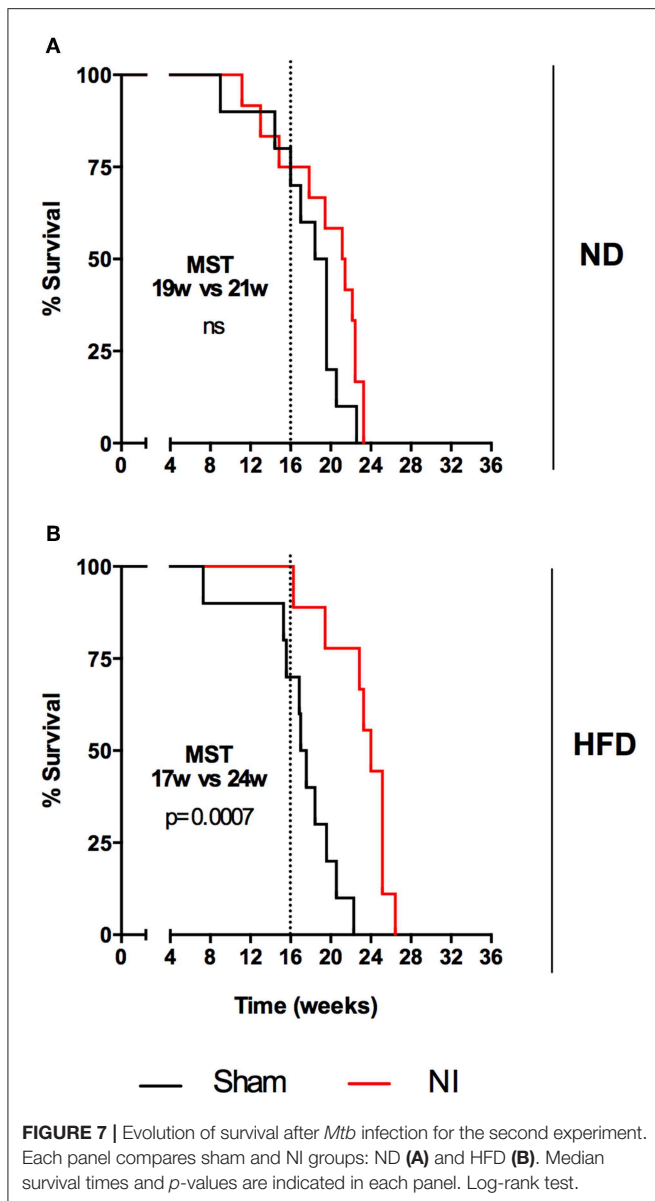 A
100
75
50
25
0
% Survival
MST
19w vs 21w
ns
0 4 8 12 16 20 24 28 32 36
ND
B
100
75
50
25
0
% Survival
MST
17w vs 24w
p=0.0007
0 4 8 12 16 20 24 28 32 36
HFD
Time (weeks)
Sham NI
FIGURE 7 | Evolution of survival after Mtb infection for the second experiment.
Each panel compares sham and NI groups: ND (A) and HFD (B). Median
survival times and p-values are indicated in each panel. Log-rank test.